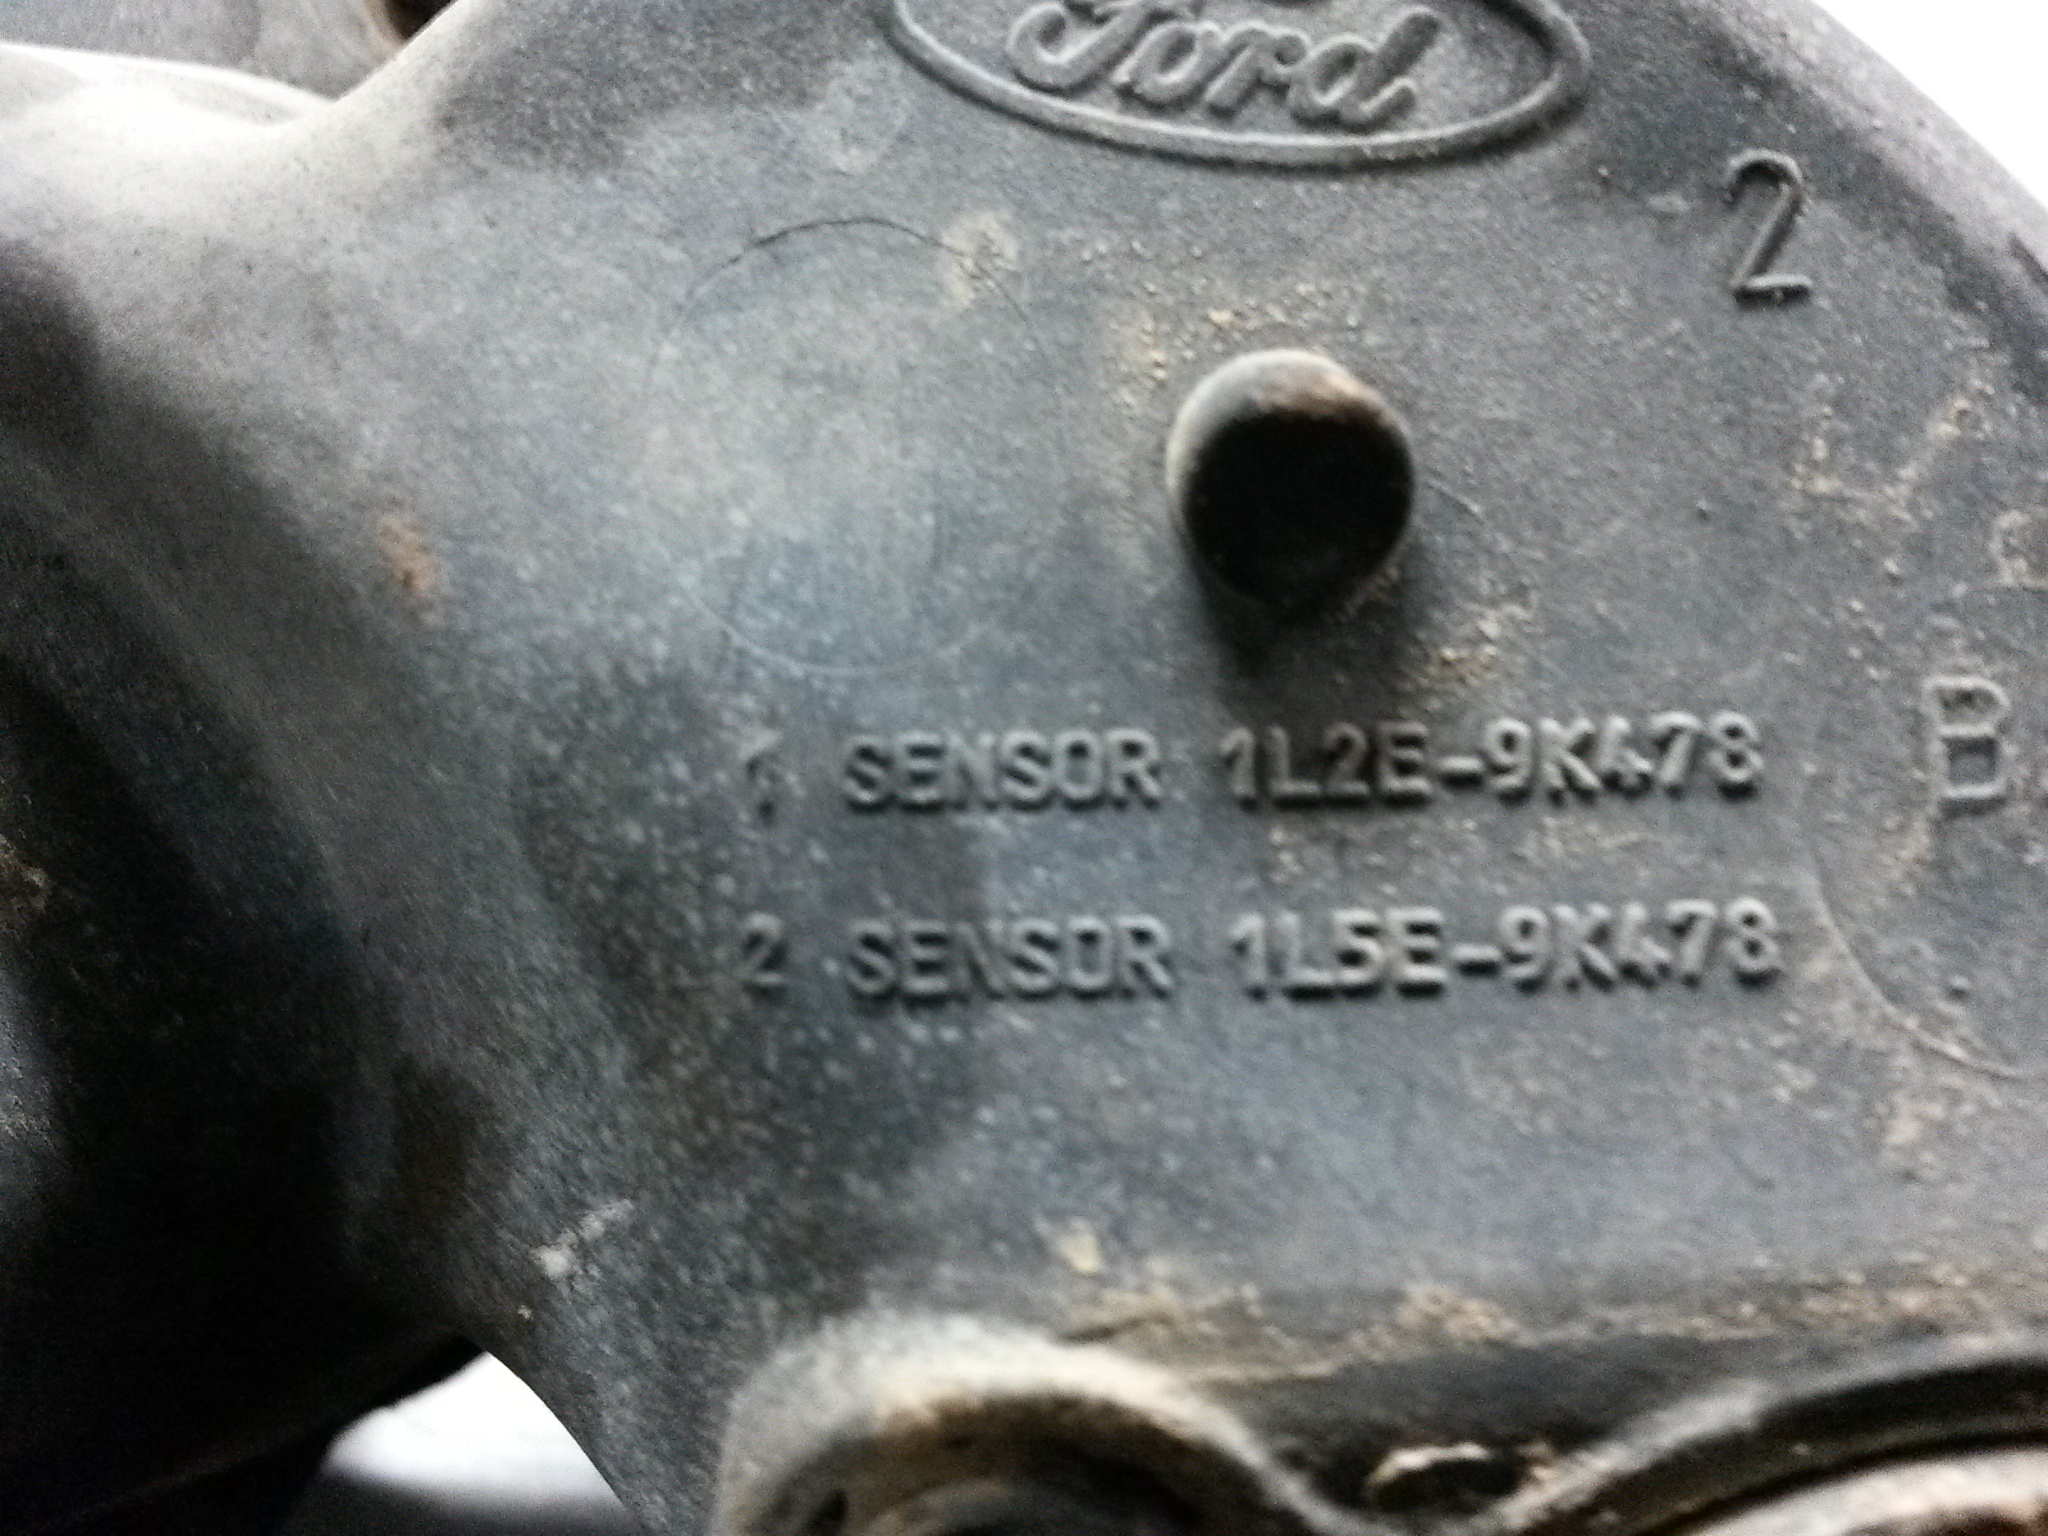 Ford
2
1 SENSOR 1L2E-9K478
2 SENSOR 1L5E-9K478
B